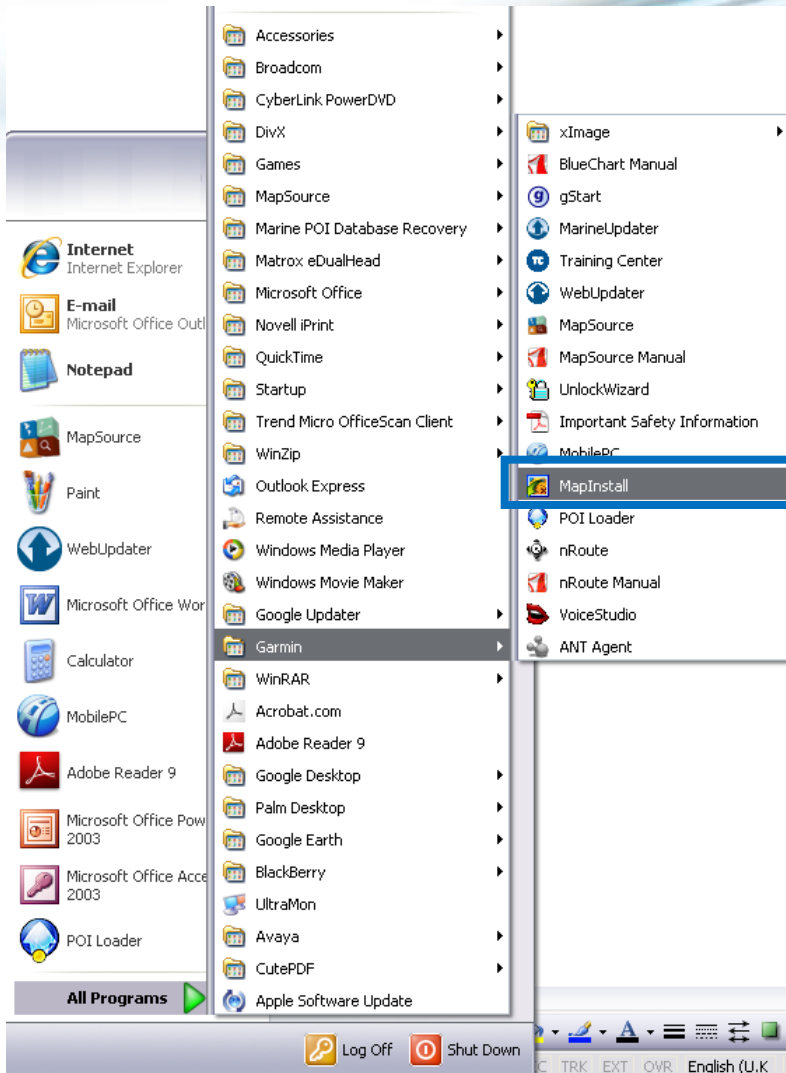 Internet
Internet Explorer
E-mail
Microsoft Office Outl
Notepad
MapSource
Paint
WebUpdater
Microsoft Office Wor
Calculator
MobilePC
Adobe Reader 9
Microsoft Office Pow
2003
Microsoft Office Acce
2003
POI Loader
All Programs
Accessories
Broadcom
CyberLink PowerDVD
DivX
Games
MapSource
Marine POI Database Recovery
Matrox eDualHead
Microsoft Office
Novell iPrint
QuickTime
Startup
Trend Micro OfficeScan Client
WinZip
Outlook Express
Remote Assistance
Windows Media Player
Windows Movie Maker
Google Updater
Garmin
WinRAR
Acrobat.com
Adobe Reader 9
Google Desktop
Palm Desktop
Google Earth
BlackBerry
UltraMon
Avaya
CutePDF
Apple Software Update
xImage
BlueChart Manual
gStart
MarineUpdater
Training Center
WebUpdater
MapSource
MapSource Manual
UnlockWizard
Important Safety Information
MobilePC
MapInstall
POI Loader
nRoute
nRoute Manual
VoiceStudio
ANT Agent
Log Off Shut Down
TRK EXT OVR English (U.K